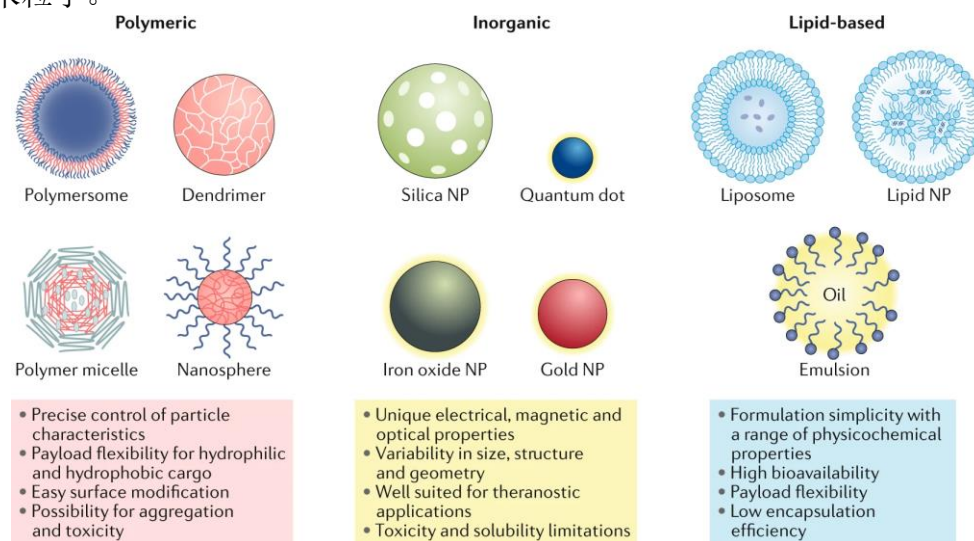 粒子。
Polymeric
Inorganic
Lipid-based
Polymersome
Dendrimer
Silica NP
Quantum dot
Liposome
Lipid NP
Oil
Polymer micelle
Nanosphere
Iron oxide NP
Gold NP
Emulsion
• Precise control of particle
characteristics
• Payload flexibility for hydrophilic
and hydrophobic cargo
• Easy surface modification
• Possibility for aggregation
and toxicity
• Unique electrical, magnetic and
optical properties
• Variability in size, structure
and geometry
• Well suited for theranostic
applications
• Toxicity and solubility limitations
• Formulation simplicity with
a range of physicochemical
properties
• High bioavailability
• Payload flexibility
• Low encapsulation
efficiency